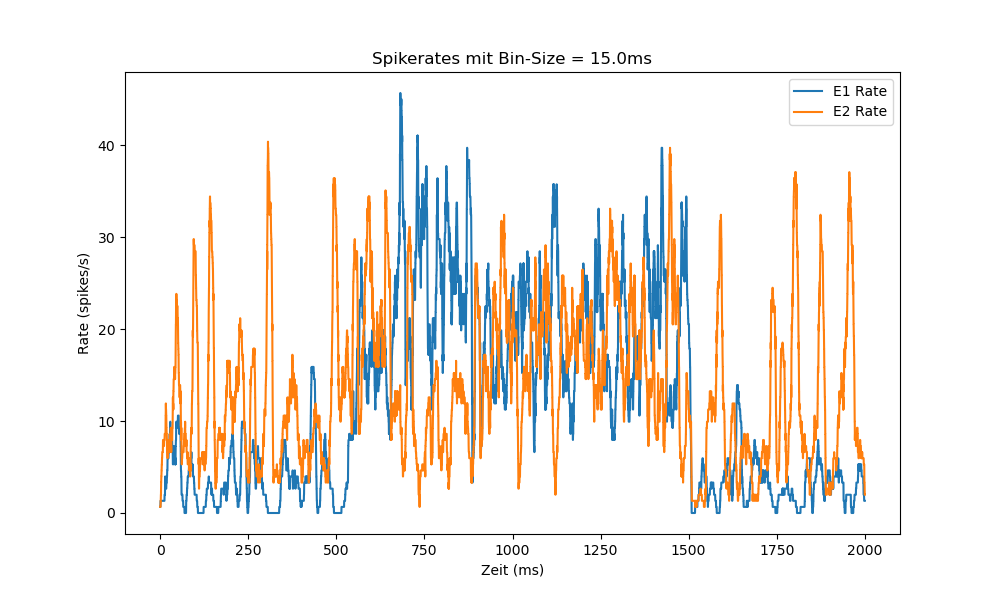 Spikerates mit Bin-Size = 15.0ms
E1 Rate
E2 Rate
Rate (spikes/s)
40
30
20
10
0
0 250 500 750 1000 1250 1500 1750 2000
Zeit (ms)